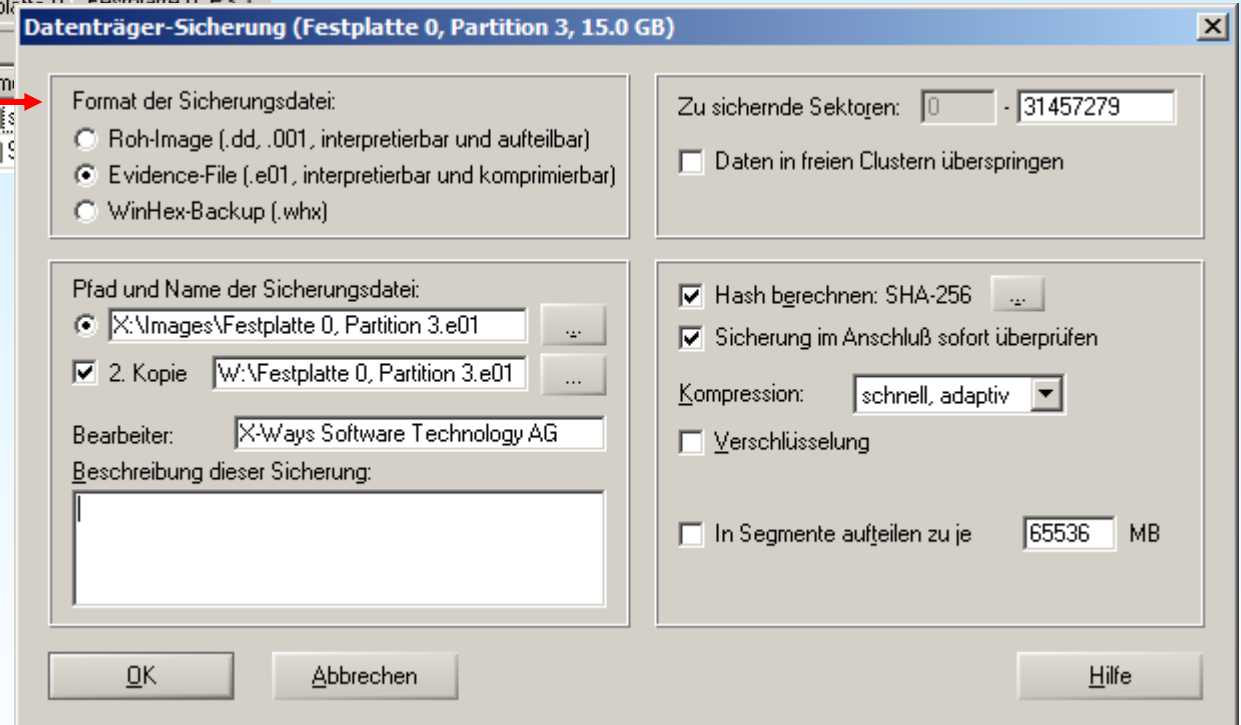 Datenträger-Sicherung (Festplatte 0, Partition 3, 15.0 GB)
Format der Sicherungsdatei:
Roh-Image (.dd, .001, interpretierbar und aufteilbar)
Evidence-File (.e01, interpretierbar und komprimierbar)
WinHex-Backup (.whx)
Zu sichernde Sektoren: 0 - 31457279
Daten in freien Clustern überspringen
Pfad und Name der Sicherungsdatei:
X:\Images\Festplatte 0, Partition 3.e01 ...
2. Kopie W:\Festplatte 0, Partition 3.e01 ...
Bearbeiter: X-Ways Software Technology AG
Beschreibung dieser Sicherung:
Hash berechnen: SHA-256 ...
Sicherung im Anschluß sofort überprüfen
Kompression: schnell, adaptiv
Verschlüsselung
In Segmente aufteilen zu je 65536 MB
OK
Abbrechen
Hilfe